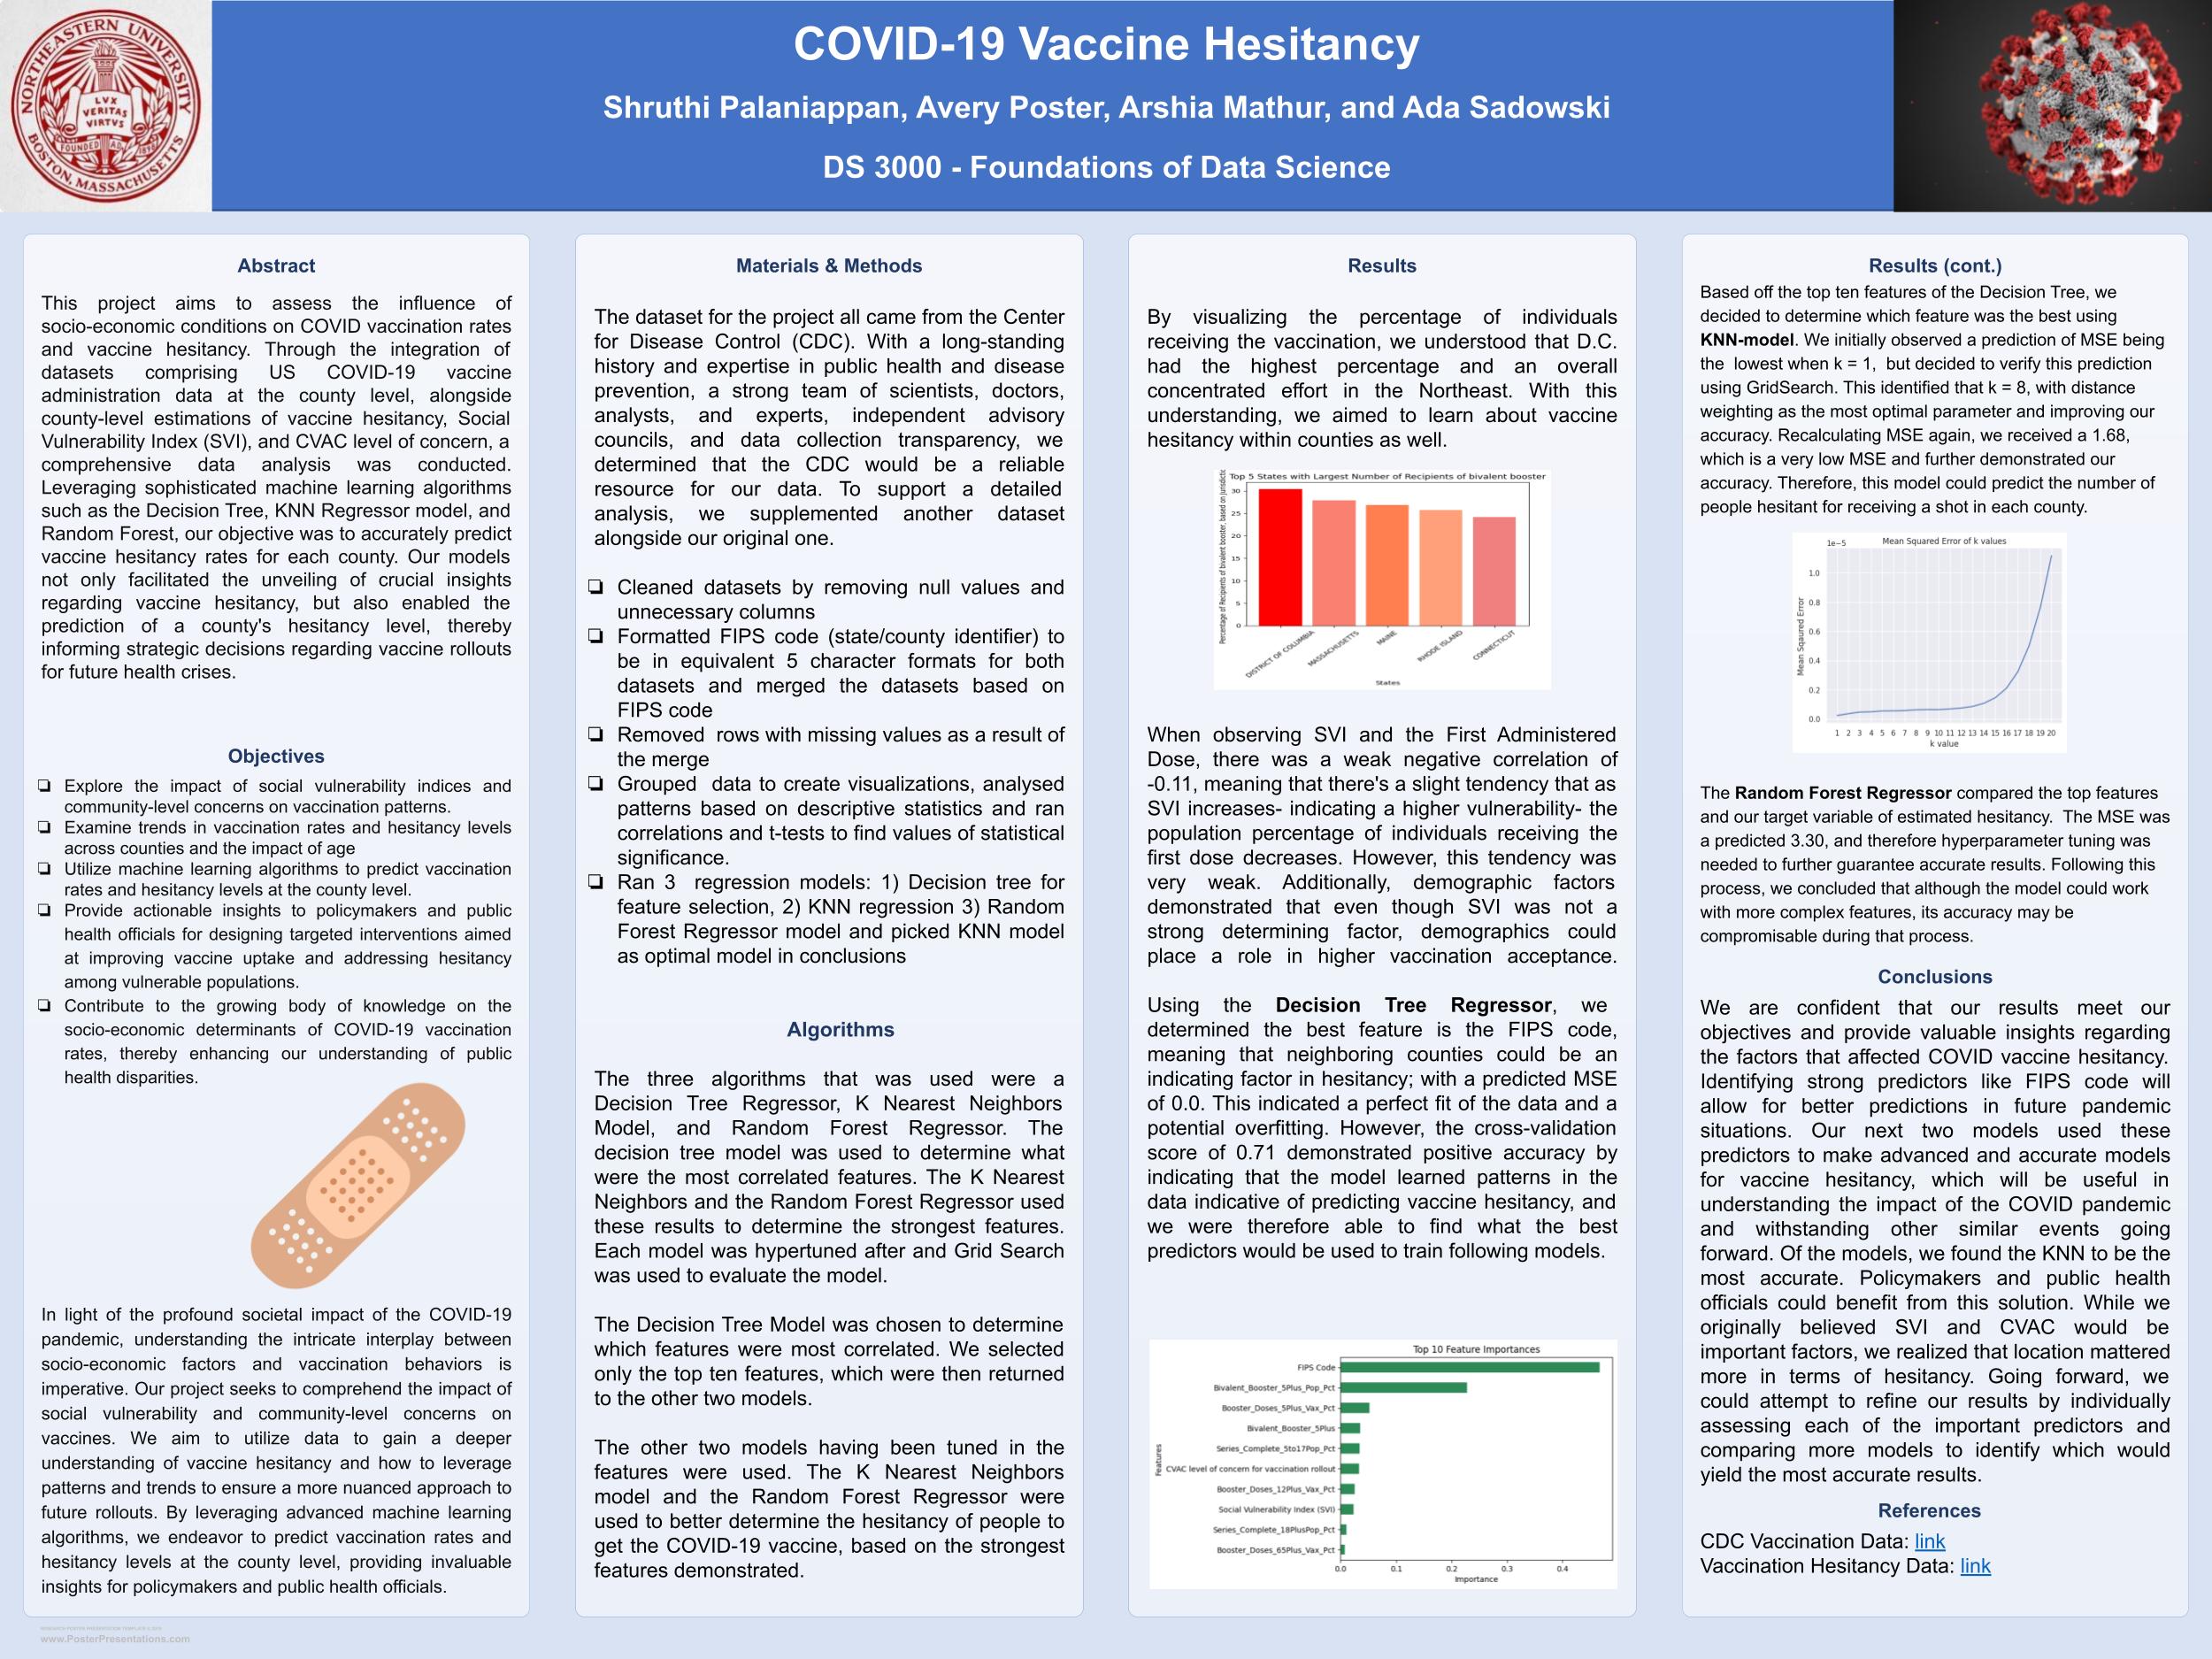 NORTHEASTERN UNIVERSITY
LVX
VERITAS
VIRTVS
FOUNDED AD 1898
BOSTON, MASSACHUSETTS
COVID-19 Vaccine Hesitancy
Shruthi Palaniappan, Avery Poster, Arshia Mathur, and Ada Sadowski
DS 3000 - Foundations of Data Science
Abstract
This project aims to assess the influence of
socio-economic conditions on COVID vaccination rates
and vaccine hesitancy. Through the integration of
datasets comprising US COVID-19 vaccine
administration data at the county level, alongside
county-level estimations of vaccine hesitancy, Social
Vulnerability Index (SVI), and CVAC level of concern, a
comprehensive data analysis was conducted.
Leveraging sophisticated machine learning algorithms
such as the Decision Tree, KNN Regressor model, and
Random Forest, our objective was to accurately predict
vaccine hesitancy rates for each county. Our models
not only facilitated the unveiling of crucial insights
regarding vaccine hesitancy, but also enabled the
prediction of a county's hesitancy level, thereby
informing strategic decisions regarding vaccine rollouts
for future health crises.
Objectives
❏ Explore the impact of social vulnerability indices and
community-level concerns on vaccination patterns.
❏ Examine trends in vaccination rates and hesitancy levels
across counties and the impact of age
❏ Utilize machine learning algorithms to predict vaccination
rates and hesitancy levels at the county level.
❏ Provide actionable insights to policymakers and public
health officials for designing targeted interventions aimed
at improving vaccine uptake and addressing hesitancy
among vulnerable populations.
❏ Contribute to the growing body of knowledge on the
socio-economic determinants of COVID-19 vaccination
rates, thereby enhancing our understanding of public
health disparities.
In light of the profound societal impact of the COVID-19
pandemic, understanding the intricate interplay between
socio-economic factors and vaccination behaviors is
imperative. Our project seeks to comprehend the impact of
social vulnerability and community-level concerns on
vaccines. We aim to utilize data to gain a deeper
understanding of vaccine hesitancy and how to leverage
patterns and trends to ensure a more nuanced approach to
future rollouts. By leveraging advanced machine learning
algorithms, we endeavor to predict vaccination rates and
hesitancy levels at the county level, providing invaluable
insights for policymakers and public health officials.
Materials & Methods
The dataset for the project all came from the Center
for Disease Control (CDC). With a long-standing
history and expertise in public health and disease
prevention, a strong team of scientists, doctors,
analysts, and experts, independent advisory
councils, and data collection transparency, we
determined that the CDC would be a reliable
resource for our data. To support a detailed
analysis, we supplemented another dataset
alongside our original one.
❏ Cleaned datasets by removing null values and
unnecessary columns
❏ Formatted FIPS code (state/county identifier) to
be in equivalent 5 character formats for both
datasets and merged the datasets based on
FIPS code
❏ Removed rows with missing values as a result of
the merge
❏ Grouped data to create visualizations, analysed
patterns based on descriptive statistics and ran
correlations and t-tests to find values of statistical
significance.
❏ Ran 3 regression models: 1) Decision tree for
feature selection, 2) KNN regression 3) Random
Forest Regressor model and picked KNN model
as optimal model in conclusions
Algorithms
The three algorithms that was used were a
Decision Tree Regressor, K Nearest Neighbors
Model, and Random Forest Regressor. The
decision tree model was used to determine what
were the most correlated features. The K Nearest
Neighbors and the Random Forest Regressor used
these results to determine the strongest features.
Each model was hypertuned after and Grid Search
was used to evaluate the model.
The Decision Tree Model was chosen to determine
which features were most correlated. We selected
only the top ten features, which were then returned
to the other two models.
The other two models having been tuned in the
features were used. The K Nearest Neighbors
model and the Random Forest Regressor were
used to better determine the hesitancy of people to
get the COVID-19 vaccine, based on the strongest
features demonstrated.
Results
By visualizing the percentage of individuals
receiving the vaccination, we understood that D.C.
had the highest percentage and an overall
concentrated effort in the Northeast. With this
understanding, we aimed to learn about vaccine
hesitancy within counties as well.
Top 5 States with Largest Number of Recipients of bivalent booster
Percentage of Recipients of bivalent booster, based on jurisdic
30
25
20
15
10
5
0
DISTRICT OF COLUMBIA
MASSACHUSETTS
MAINE
RHODE ISLAND
CONNECTICUT
States
When observing SVI and the First Administered
Dose, there was a weak negative correlation of
-0.11, meaning that there's a slight tendency that as
SVI increases- indicating a higher vulnerability- the
population percentage of individuals receiving the
first dose decreases. However, this tendency was
very weak. Additionally, demographic factors
demonstrated that even though SVI was not a
strong determining factor, demographics could
place a role in higher vaccination acceptance.
Using the Decision Tree Regressor, we
determined the best feature is the FIPS code,
meaning that neighboring counties could be an
indicating factor in hesitancy; with a predicted MSE
of 0.0. This indicated a perfect fit of the data and a
potential overfitting. However, the cross-validation
score of 0.71 demonstrated positive accuracy by
indicating that the model learned patterns in the
data indicative of predicting vaccine hesitancy, and
we were therefore able to find what the best
predictors would be used to train following models.
Top 10 Feature Importances
Features
FIPS Code
Bivalent_Booster_5Plus_Pop_Pct
Booster_Doses_5Plus_Vax_Pct
Bivalent_Booster_5Plus
Series_Complete_5to17Pop_Pct
CVAC level of concern for vaccination rollout
Booster_Doses_12Plus_Vax_Pct
Social Vulnerability Index (SVI)
Series_Complete_18PlusPop_Pct
Booster_Doses_65Plus_Vax_Pct
0.0 0.1 0.2 0.3 0.4
Importance
Results (cont.)
Based off the top ten features of the Decision Tree, we
decided to determine which feature was the best using
KNN-model. We initially observed a prediction of MSE being
the lowest when k = 1, but decided to verify this prediction
using GridSearch. This identified that k = 8, with distance
weighting as the most optimal parameter and improving our
accuracy. Recalculating MSE again, we received a 1.68,
which is a very low MSE and further demonstrated our
accuracy. Therefore, this model could predict the number of
people hesitant for receiving a shot in each county.
1e−5 Mean Squared Error of k values
Mean Sqaured Error
1.0
0.8
0.6
0.4
0.2
0.0
1 2 3 4 5 6 7 8 9 10 11 12 13 14 15 16 17 18 19 20
k value
The Random Forest Regressor compared the top features
and our target variable of estimated hesitancy. The MSE was
a predicted 3.30, and therefore hyperparameter tuning was
needed to further guarantee accurate results. Following this
process, we concluded that although the model could work
with more complex features, its accuracy may be
compromisable during that process.
Conclusions
We are confident that our results meet our
objectives and provide valuable insights regarding
the factors that affected COVID vaccine hesitancy.
Identifying strong predictors like FIPS code will
allow for better predictions in future pandemic
situations. Our next two models used these
predictors to make advanced and accurate models
for vaccine hesitancy, which will be useful in
understanding the impact of the COVID pandemic
and withstanding other similar events going
forward. Of the models, we found the KNN to be the
most accurate. Policymakers and public health
officials could benefit from this solution. While we
originally believed SVI and CVAC would be
important factors, we realized that location mattered
more in terms of hesitancy. Going forward, we
could attempt to refine our results by individually
assessing each of the important predictors and
comparing more models to identify which would
yield the most accurate results.
References
CDC Vaccination Data: link
Vaccination Hesitancy Data: link
www.PosterPresentations.com